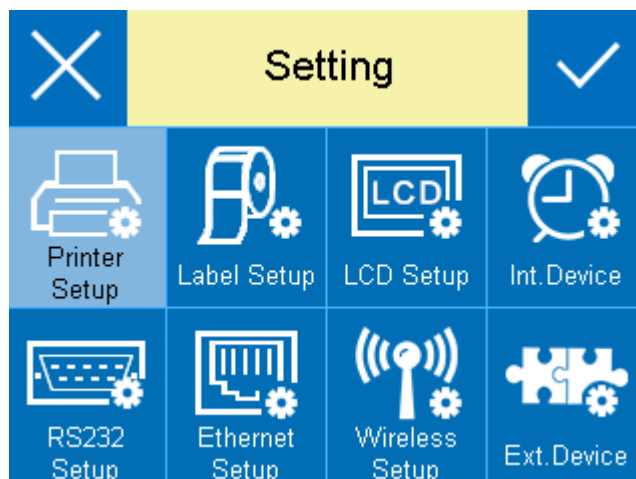 Setting
LCD
Printer
Setup
Label Setup
LCD Setup
Int.Device
RS232
Setup
Ethernet
Setup
Wireless
Setup
Ext.Device